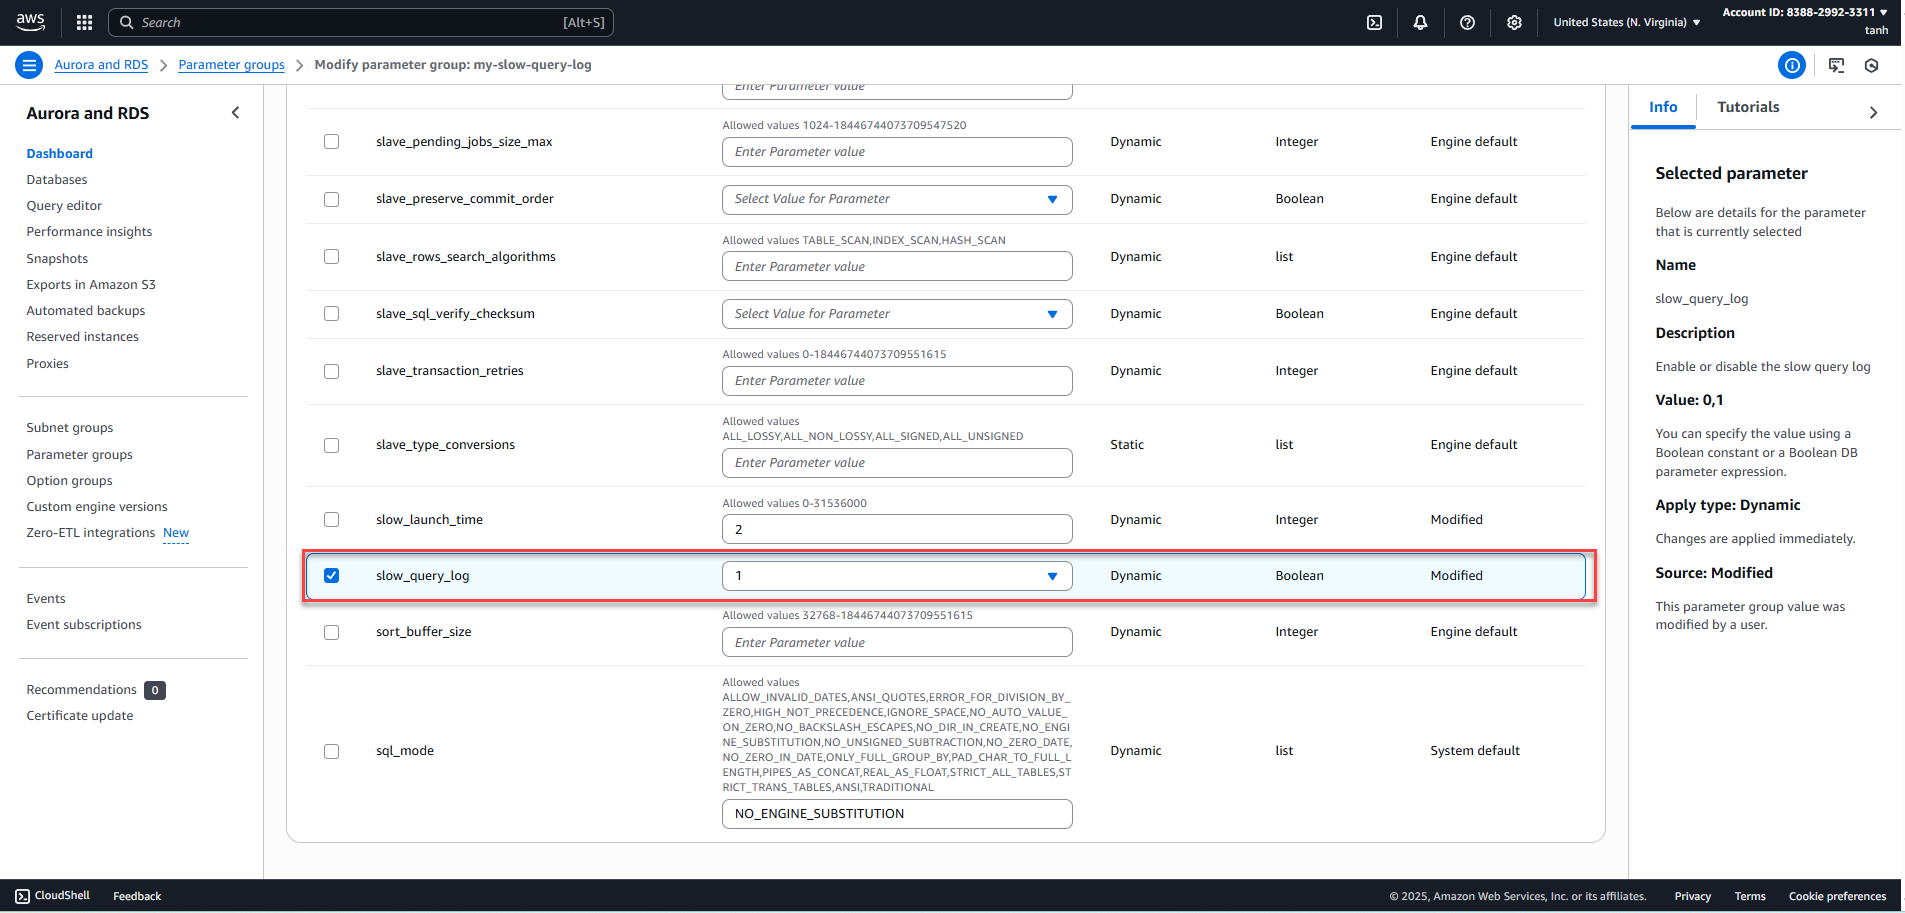 aws
Search [Alt+S]
United States (N. Virginia)
Account ID: 8388-2992-3311
tanh
Aurora and RDS > Parameter groups > Modify parameter group: my-slow-query-log
Aurora and RDS
Dashboard
Databases
Query editor
Performance insights
Snapshots
Exports in Amazon S3
Automated backups
Reserved instances
Proxies
Subnet groups
Parameter groups
Option groups
Custom engine versions
Zero-ETL integrations New
Events
Event subscriptions
Recommendations 0
Certificate update
Enter Parameter value
Allowed values 1024-18446744073709547520
slave_pending_jobs_size_max Enter Parameter value Dynamic Integer Engine default
slave_preserve_commit_order Select Value for Parameter Dynamic Boolean Engine default
Allowed values TABLE_SCAN,INDEX_SCAN,HASH_SCAN
slave_rows_search_algorithms Enter Parameter value Dynamic list Engine default
slave_sql_verify_checksum Select Value for Parameter Dynamic Boolean Engine default
Allowed values 0-18446744073709551615
slave_transaction_retries Enter Parameter value Dynamic Integer Engine default
Allowed values
ALL_LOSSY,ALL_NON_LOSSY,ALL_SIGNED,ALL_UNSIGNED
slave_type_conversions Enter Parameter value Static list Engine default
Allowed values 0-31536000
slow_launch_time 2 Dynamic Integer Modified
slow_query_log 1 Dynamic Boolean Modified
Allowed values 32768-18446744073709551615
sort_buffer_size Enter Parameter value Dynamic Integer Engine default
Allowed values
ALLOW_INVALID_DATES,ANSI_QUOTES,ERROR_FOR_DIVISION_BY_
ZERO,HIGH_NOT_PRECEDENCE,IGNORE_SPACE,NO_AUTO_VALUE_
ON_ZERO,NO_BACKSLASH_ESCAPES,NO_DIR_IN_CREATE,NO_ENGI
NE_SUBSTITUTION,NO_UNSIGNED_SUBTRACTION,NO_ZERO_DATE,
sql_mode NO_ZERO_IN_DATE,ONLY_FULL_GROUP_BY,PAD_CHAR_TO_FULL_L Dynamic list System default
ENGTH,PIPES_AS_CONCAT,REAL_AS_FLOAT,STRICT_ALL_TABLES,ST
RICT_TRANS_TABLES,ANSI,TRADITIONAL
NO_ENGINE_SUBSTITUTION
Info Tutorials
Selected parameter
Below are details for the parameter
that is currently selected
Name
slow_query_log
Description
Enable or disable the slow query log
Value: 0,1
You can specify the value using a
Boolean constant or a Boolean DB
parameter expression.
Apply type: Dynamic
Changes are applied immediately.
Source: Modified
This parameter group value was
modified by a user.
CloudShell Feedback © 2025, Amazon Web Services, Inc. or its affiliates. Privacy Terms Cookie preferences